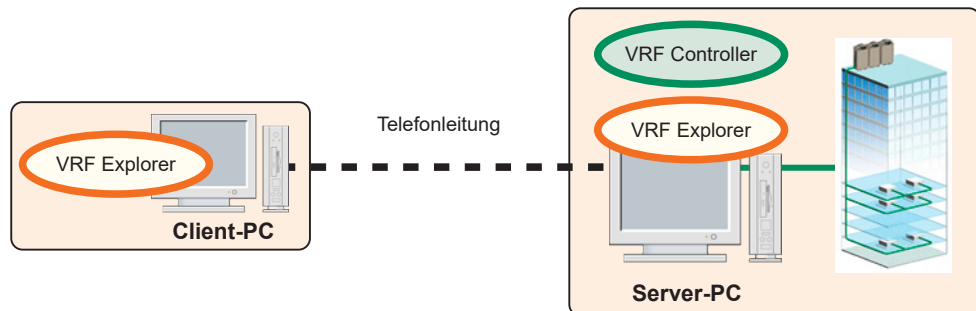 VRF Controller
VRF Explorer
Telefonleitung
VRF Explorer
Client-PC
Server-PC